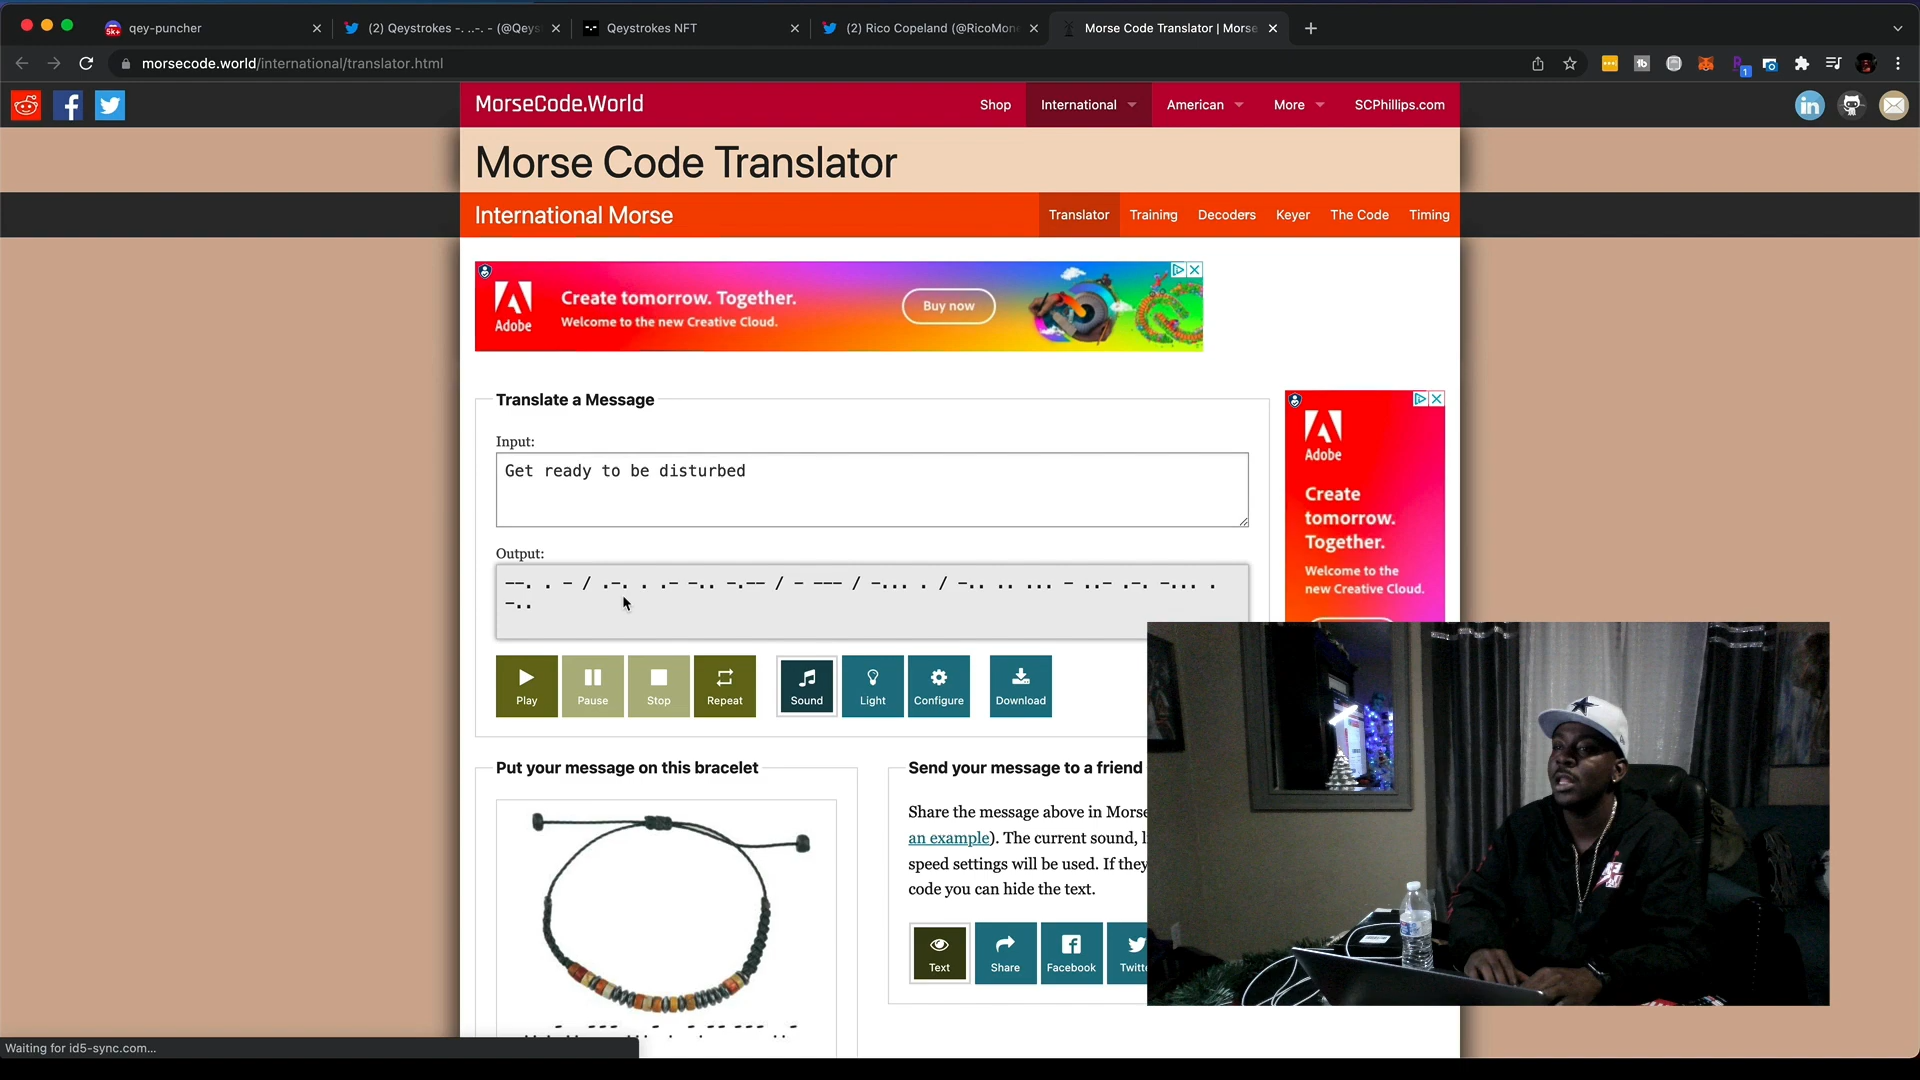 qey-puncher
(2) Qeystrokes -. ..-. - (@Qeys
Qeystrokes NFT
(2) Rico Copeland (@RicoMone
Morse Code Translator | Morse
5k+
morsecode.world/international/translator.html
1
MorseCode.World
Shop
International
American
More
SCPhillips.com
Morse Code Translator
International Morse
Translator
Training
Decoders
Keyer
The Code
Timing
Adobe
Create tomorrow. Together.
Welcome to the new Creative Cloud.
Buy now
Translate a Message
Input:
Get ready to be disturbed
Output:
--. . - / .-. . .- -.. -.-- / - --- / -... . / -.. .. ... - ..- .-. -... .
-..
Play
Pause
Stop
Repeat
Sound
Light
Configure
Download
Adobe
Create
tomorrow.
Together.
Welcome to the
new Creative Cloud.
Put your message on this bracelet
Send your message to a friend
Share the message above in Morse
an example). The current sound, l
speed settings will be used. If they
code you can hide the text.
Text
Share
Facebook
Twitt
Waiting for id5-sync.com...